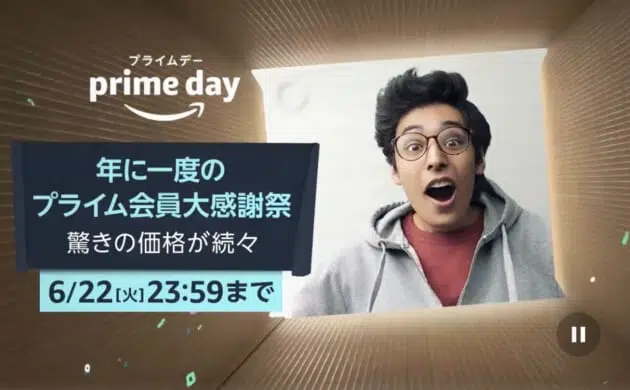 プライムデー
prime day
年に一度の
プライム会員大感謝祭
驚きの価格が続々
6/22[火]23:59まで